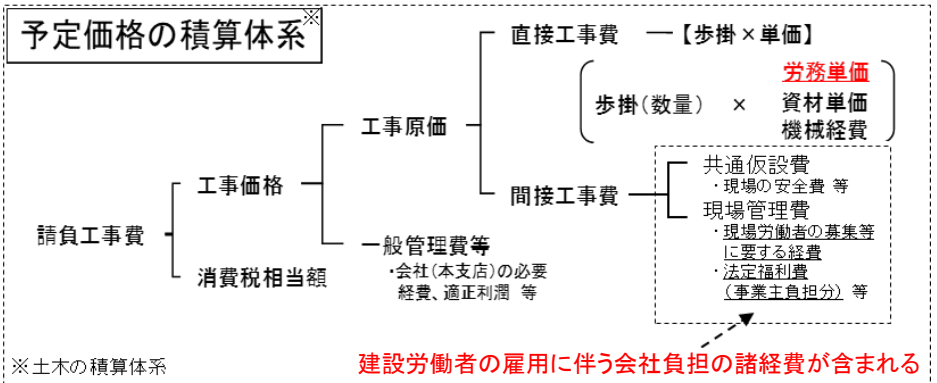 予定価格の積算体系※
直接工事費
【歩掛×単価】
労務単価
歩掛(数量) × 資材単価
機械経費
工事原価
共通仮設費
・現場の安全費 等
工事価格
間接工事費
現場管理費
・現場労働者の募集等
に要する経費
・法定福利費
(事業主負担分) 等
請負工事費
一般管理費等
・会社(本支店)の必要
経費、適正利潤 等
消費税相当額
※土木の積算体系
建設労働者の雇用に伴う会社負担の諸経費が含まれる